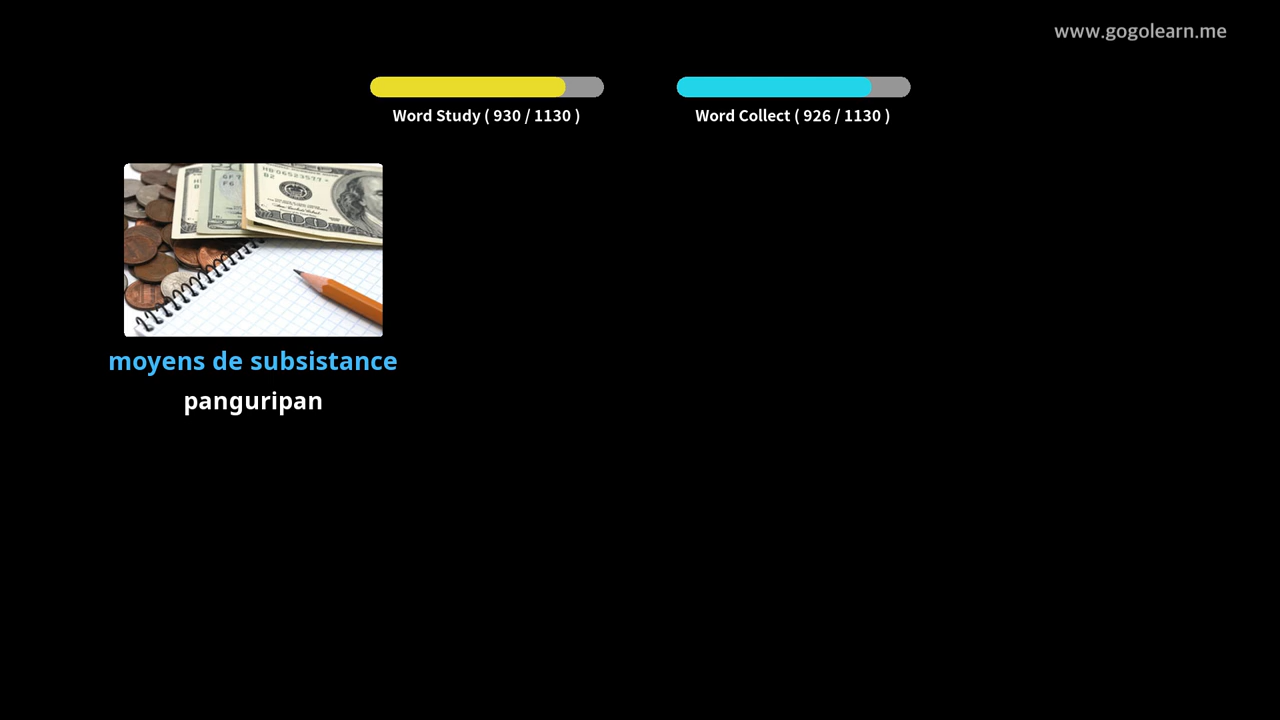 www.gogolearn.me
Word Study ( 930 / 1130 )
Word Collect ( 926 / 1130 )
moyens de subsistance
panguripan